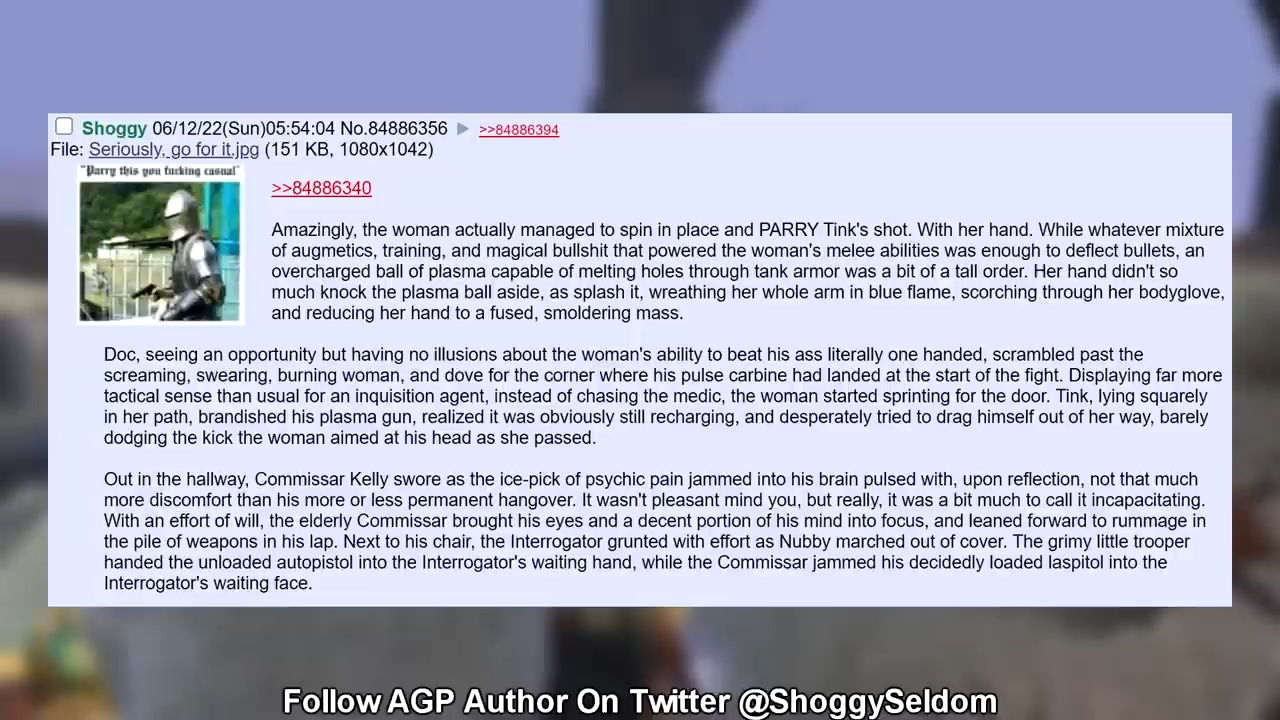 Shoggy 06/12/22(Sun)05:54:04 No.84886356 ▶ >>84886394
File: Seriously, go for it.jpg (151 KB, 1080x1042)
"Parry this you fucking casual"
>>84886340
Amazingly, the woman actually managed to spin in place and PARRY Tink's shot. With her hand. While whatever mixture
of augmetics, training, and magical bullshit that powered the woman's melee abilities was enough to deflect bullets, an
overcharged ball of plasma capable of melting holes through tank armor was a bit of a tall order. Her hand didn't so
much knock the plasma ball aside, as splash it, wreathing her whole arm in blue flame, scorching through her bodyglove,
and reducing her hand to a fused, smoldering mass.
Doc, seeing an opportunity but having no illusions about the woman's ability to beat his ass literally one handed, scrambled past the
screaming, swearing, burning woman, and dove for the corner where his pulse carbine had landed at the start of the fight. Displaying far more
tactical sense than usual for an inquisition agent, instead of chasing the medic, the woman started sprinting for the door. Tink, lying squarely
in her path, brandished his plasma gun, realized it was obviously still recharging, and desperately tried to drag himself out of her way, barely
dodging the kick the woman aimed at his head as she passed.
Out in the hallway, Commissar Kelly swore as the ice-pick of psychic pain jammed into his brain pulsed with, upon reflection, not that much
more discomfort than his more or less permanent hangover. It wasn't pleasant mind you, but really, it was a bit much to call it incapacitating.
With an effort of will, the elderly Commissar brought his eyes and a decent portion of his mind into focus, and leaned forward to rummage in
the pile of weapons in his lap. Next to his chair, the Interrogator grunted with effort as Nubby marched out of cover. The grimy little trooper
handed the unloaded autopistol into the Interrogator's waiting hand, while the Commissar jammed his decidedly loaded laspitol into the
Interrogator's waiting face.
Follow AGP Author On Twitter @ShoggySeldom